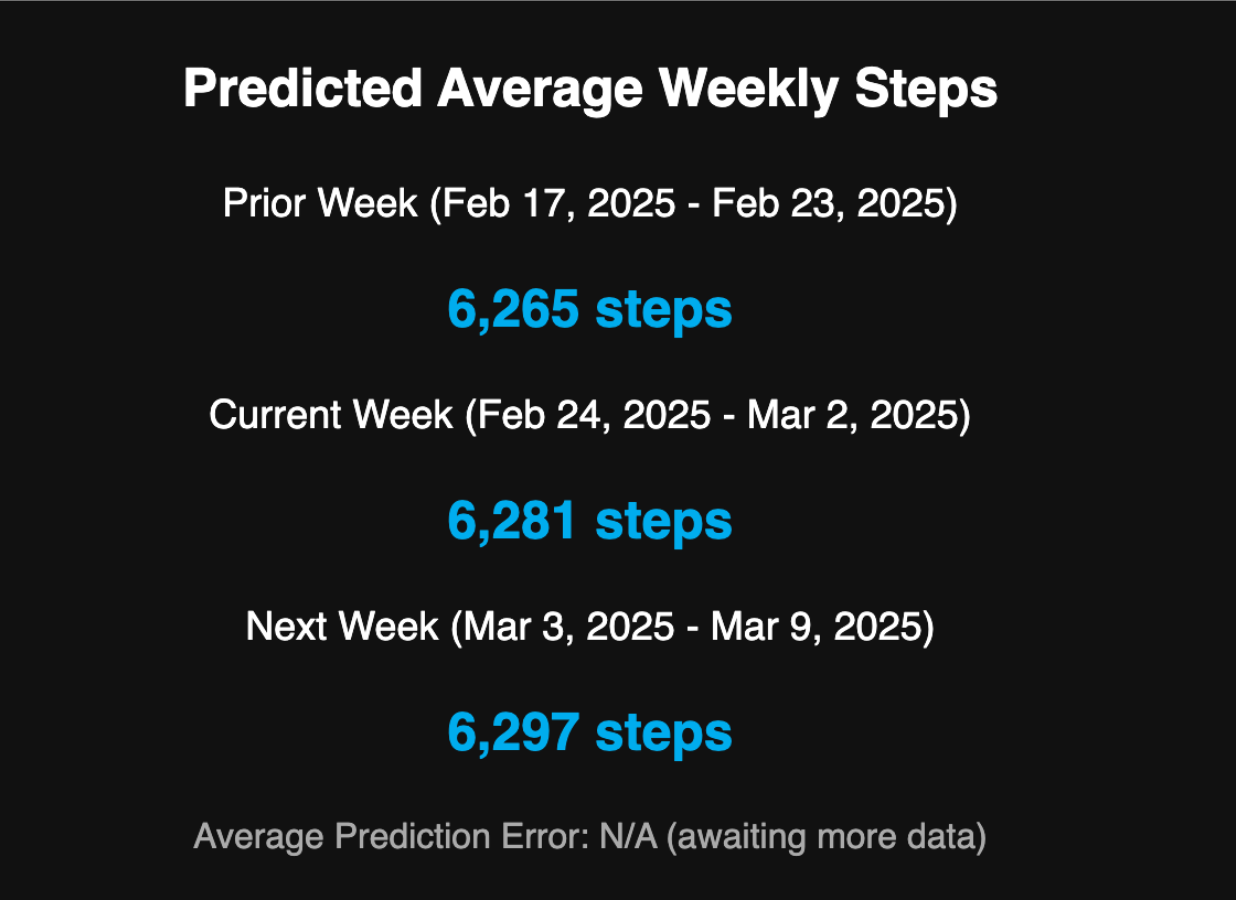 Predicted Average Weekly Steps
Prior Week (Feb 17, 2025 - Feb 23, 2025)
6,265 steps
Current Week (Feb 24, 2025 - Mar 2, 2025)
6,281 steps
Next Week (Mar 3, 2025 - Mar 9, 2025)
6,297 steps
Average Prediction Error: N/A (awaiting more data)